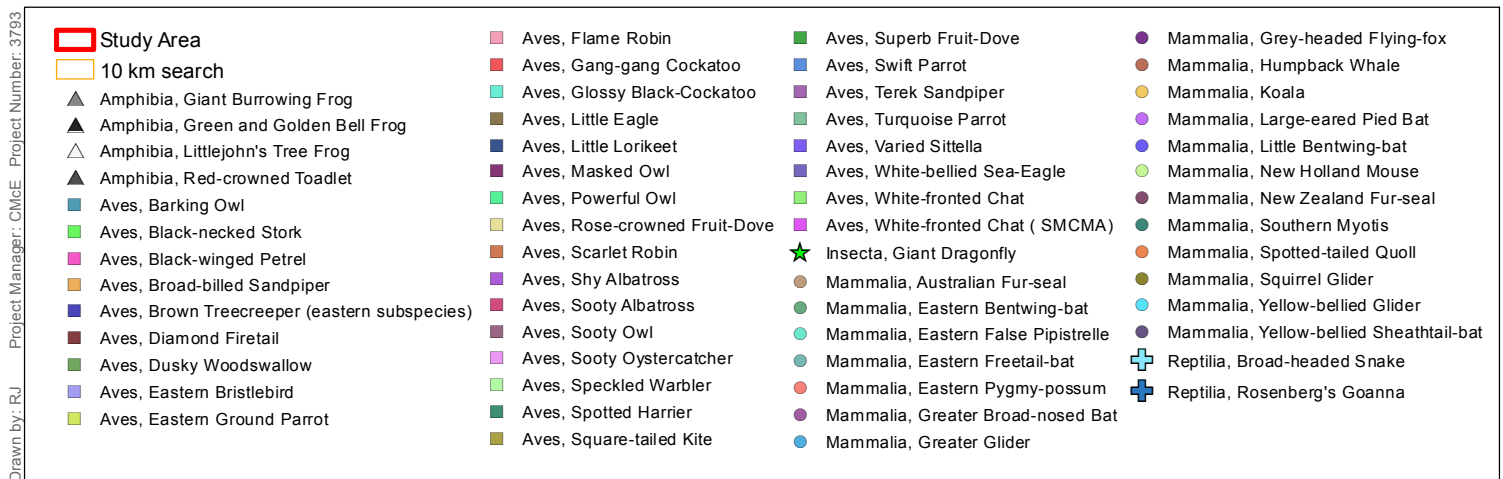 Study Area
10 km search
Amphibia, Giant Burrowing Frog
Amphibia, Green and Golden Bell Frog
Amphibia, Littlejohn's Tree Frog
Amphibia, Red-crowned Toadlet
Aves, Barking Owl
Aves, Black-necked Stork
Aves, Black-winged Petrel
Aves, Broad-billed Sandpiper
Aves, Brown Treecreeper (eastern subspecies)
Aves, Diamond Firetail
Aves, Dusky Woodswallow
Aves, Eastern Bristlebird
Aves, Eastern Ground Parrot
Aves, Flame Robin
Aves, Gang-gang Cockatoo
Aves, Glossy Black-Cockatoo
Aves, Little Eagle
Aves, Little Lorikeet
Aves, Masked Owl
Aves, Powerful Owl
Aves, Rose-crowned Fruit-Dove
Aves, Scarlet Robin
Aves, Shy Albatross
Aves, Sooty Albatross
Aves, Sooty Owl
Aves, Sooty Oystercatcher
Aves, Speckled Warbler
Aves, Spotted Harrier
Aves, Square-tailed Kite
Aves, Superb Fruit-Dove
Aves, Swift Parrot
Aves, Terek Sandpiper
Aves, Turquoise Parrot
Aves, Varied Sittella
Aves, White-bellied Sea-Eagle
Aves, White-fronted Chat
Aves, White-fronted Chat ( SMCMA)
Insecta, Giant Dragonfly
Mammalia, Australian Fur-seal
Mammalia, Eastern Bentwing-bat
Mammalia, Eastern False Pipistrelle
Mammalia, Eastern Freetail-bat
Mammalia, Eastern Pygmy-possum
Mammalia, Greater Broad-nosed Bat
Mammalia, Greater Glider
Mammalia, Grey-headed Flying-fox
Mammalia, Humpback Whale
Mammalia, Koala
Mammalia, Large-eared Pied Bat
Mammalia, Little Bentwing-bat
Mammalia, New Holland Mouse
Mammalia, New Zealand Fur-seal
Mammalia, Southern Myotis
Mammalia, Spotted-tailed Quoll
Mammalia, Squirrel Glider
Mammalia, Yellow-bellied Glider
Mammalia, Yellow-bellied Sheathtail-bat
Reptilia, Broad-headed Snake
Reptilia, Rosenberg's Goanna
Drawn by: RJ Project Manager: CMcE Project Number: 3793